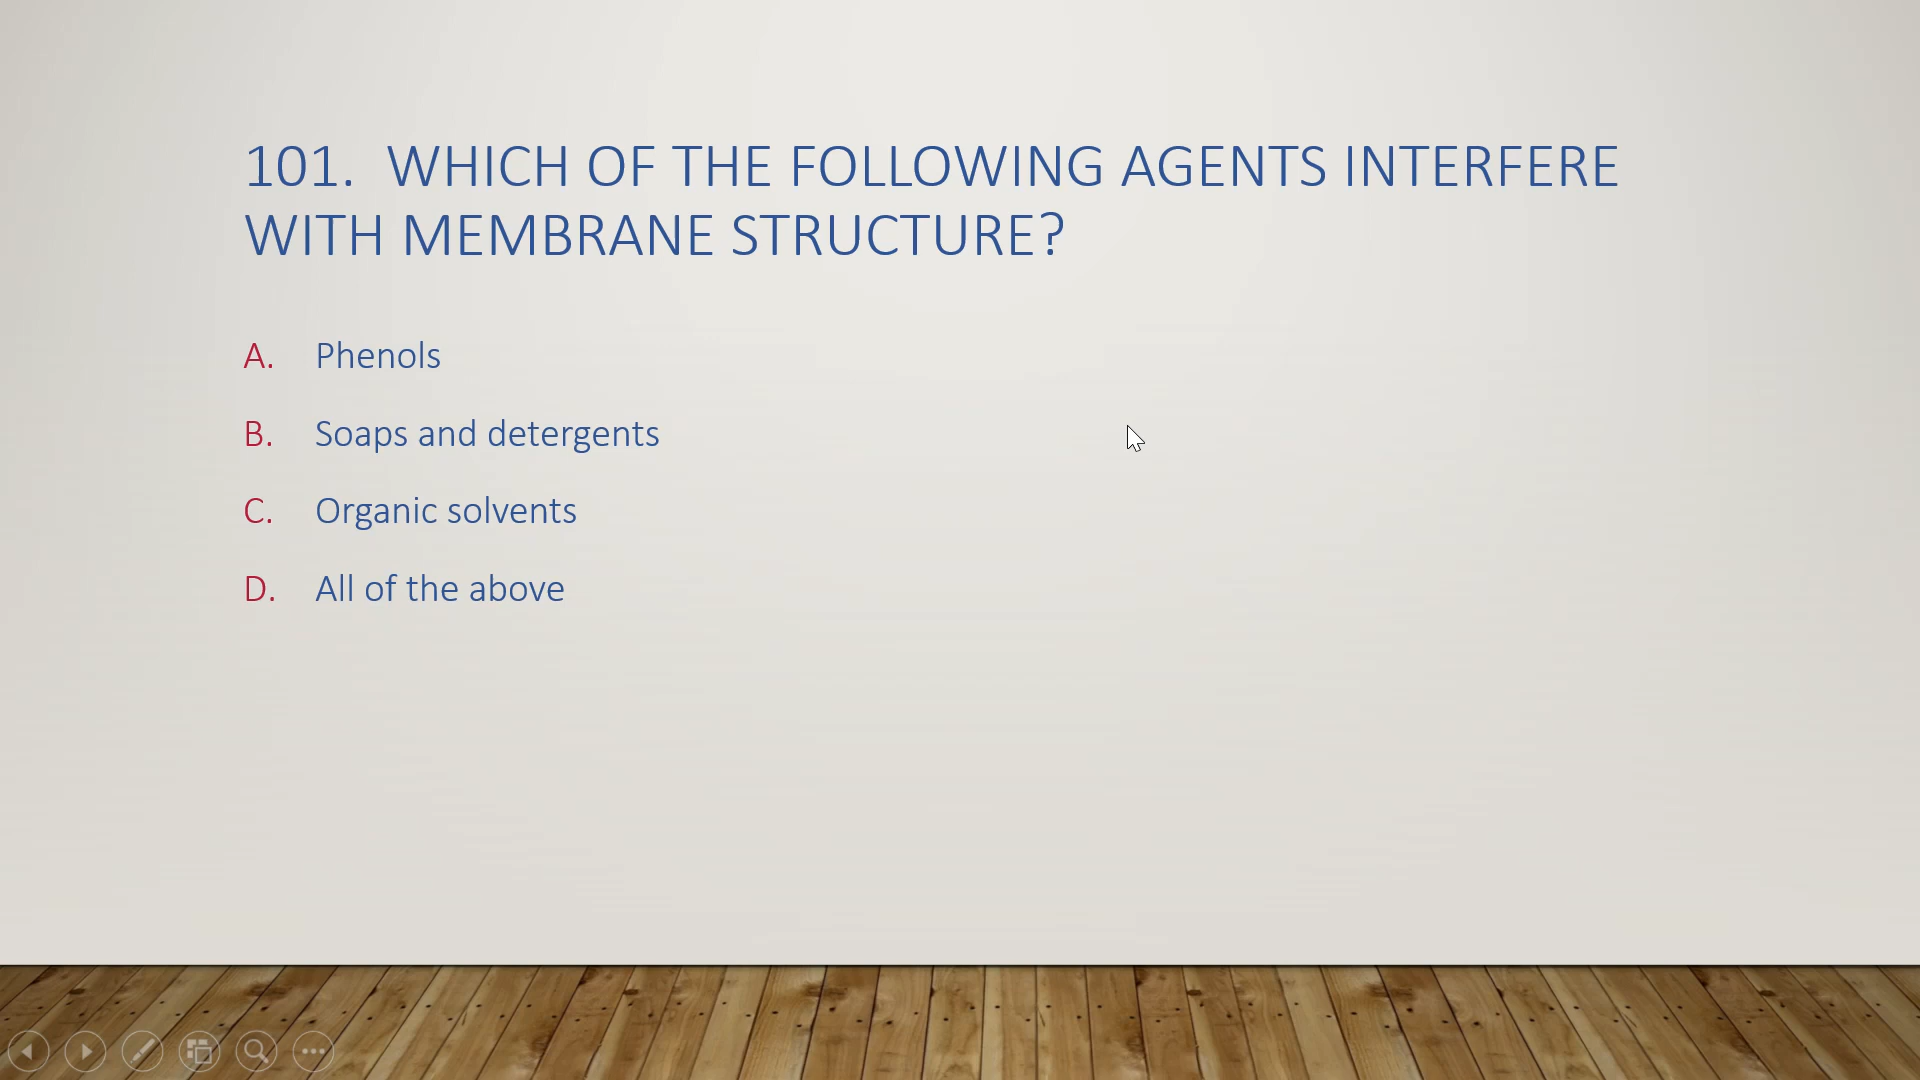 101. WHICH OF THE FOLLOWING AGENTS INTERFERE
WITH MEMBRANE STRUCTURE?
A. Phenols
B. Soaps and detergents
C. Organic solvents
D. All of the above